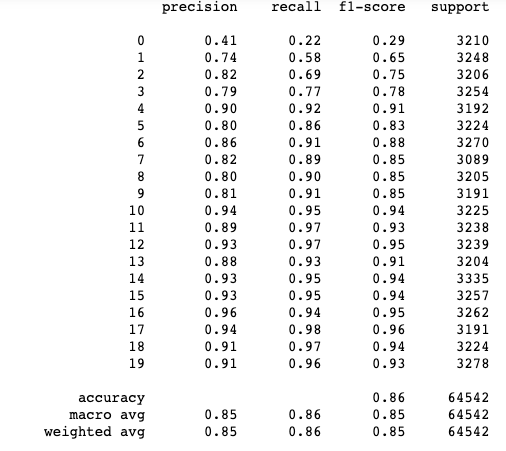 precision recall f1-score support
0 0.41 0.22 0.29 3210
1 0.74 0.58 0.65 3248
2 0.82 0.69 0.75 3206
3 0.79 0.77 0.78 3254
4 0.90 0.92 0.91 3192
5 0.80 0.86 0.83 3224
6 0.86 0.91 0.88 3270
7 0.82 0.89 0.85 3089
8 0.80 0.90 0.85 3205
9 0.81 0.91 0.85 3191
10 0.94 0.95 0.94 3225
11 0.89 0.97 0.93 3238
12 0.93 0.97 0.95 3239
13 0.88 0.93 0.91 3204
14 0.93 0.95 0.94 3335
15 0.93 0.95 0.94 3257
16 0.96 0.94 0.95 3262
17 0.94 0.98 0.96 3191
18 0.91 0.97 0.94 3224
19 0.91 0.96 0.93 3278
accuracy 0.86 64542
macro avg 0.85 0.86 0.85 64542
weighted avg 0.85 0.86 0.85 64542